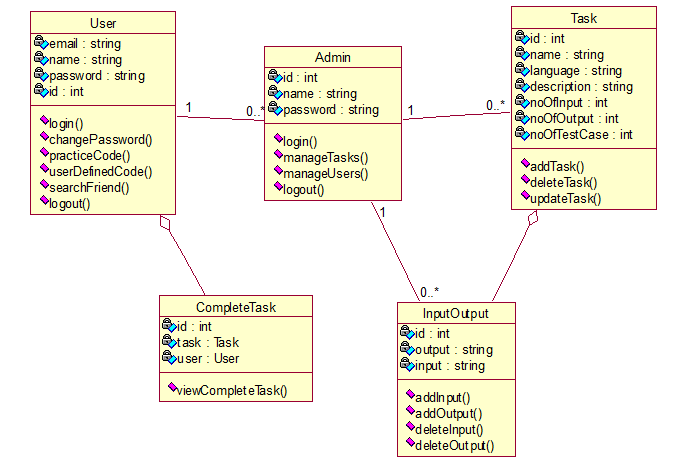 User
email : string
name : string
password : string
id : int
login()
changePassword()
practiceCode()
userDefinedCode()
searchFriend()
logout()
1
0..*
Admin
id : int
name : string
password : string
login()
manageTasks()
manageUsers()
logout()
1
0..*
Task
id : int
name : string
language : string
description : string
noOfInput : int
noOfOutput : int
noOfTestCase : int
addTask()
deleteTask()
updateTask()
1
0..*
CompleteTask
id : int
task : Task
user : User
viewCompleteTask()
InputOutput
id : int
output : string
input : string
addInput()
addOutput()
deleteInput()
deleteOutput()